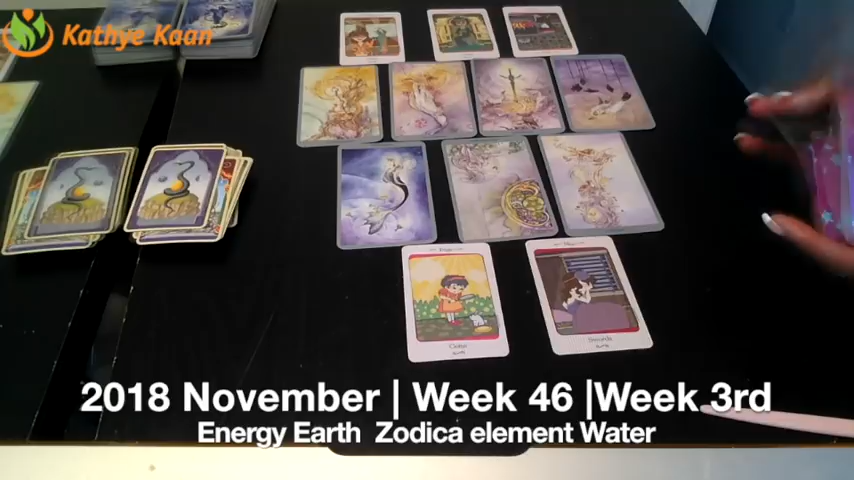 Kathye Kaan
2018 November | Week 46 |Week 3rd
Energy Earth  Zodica element Water